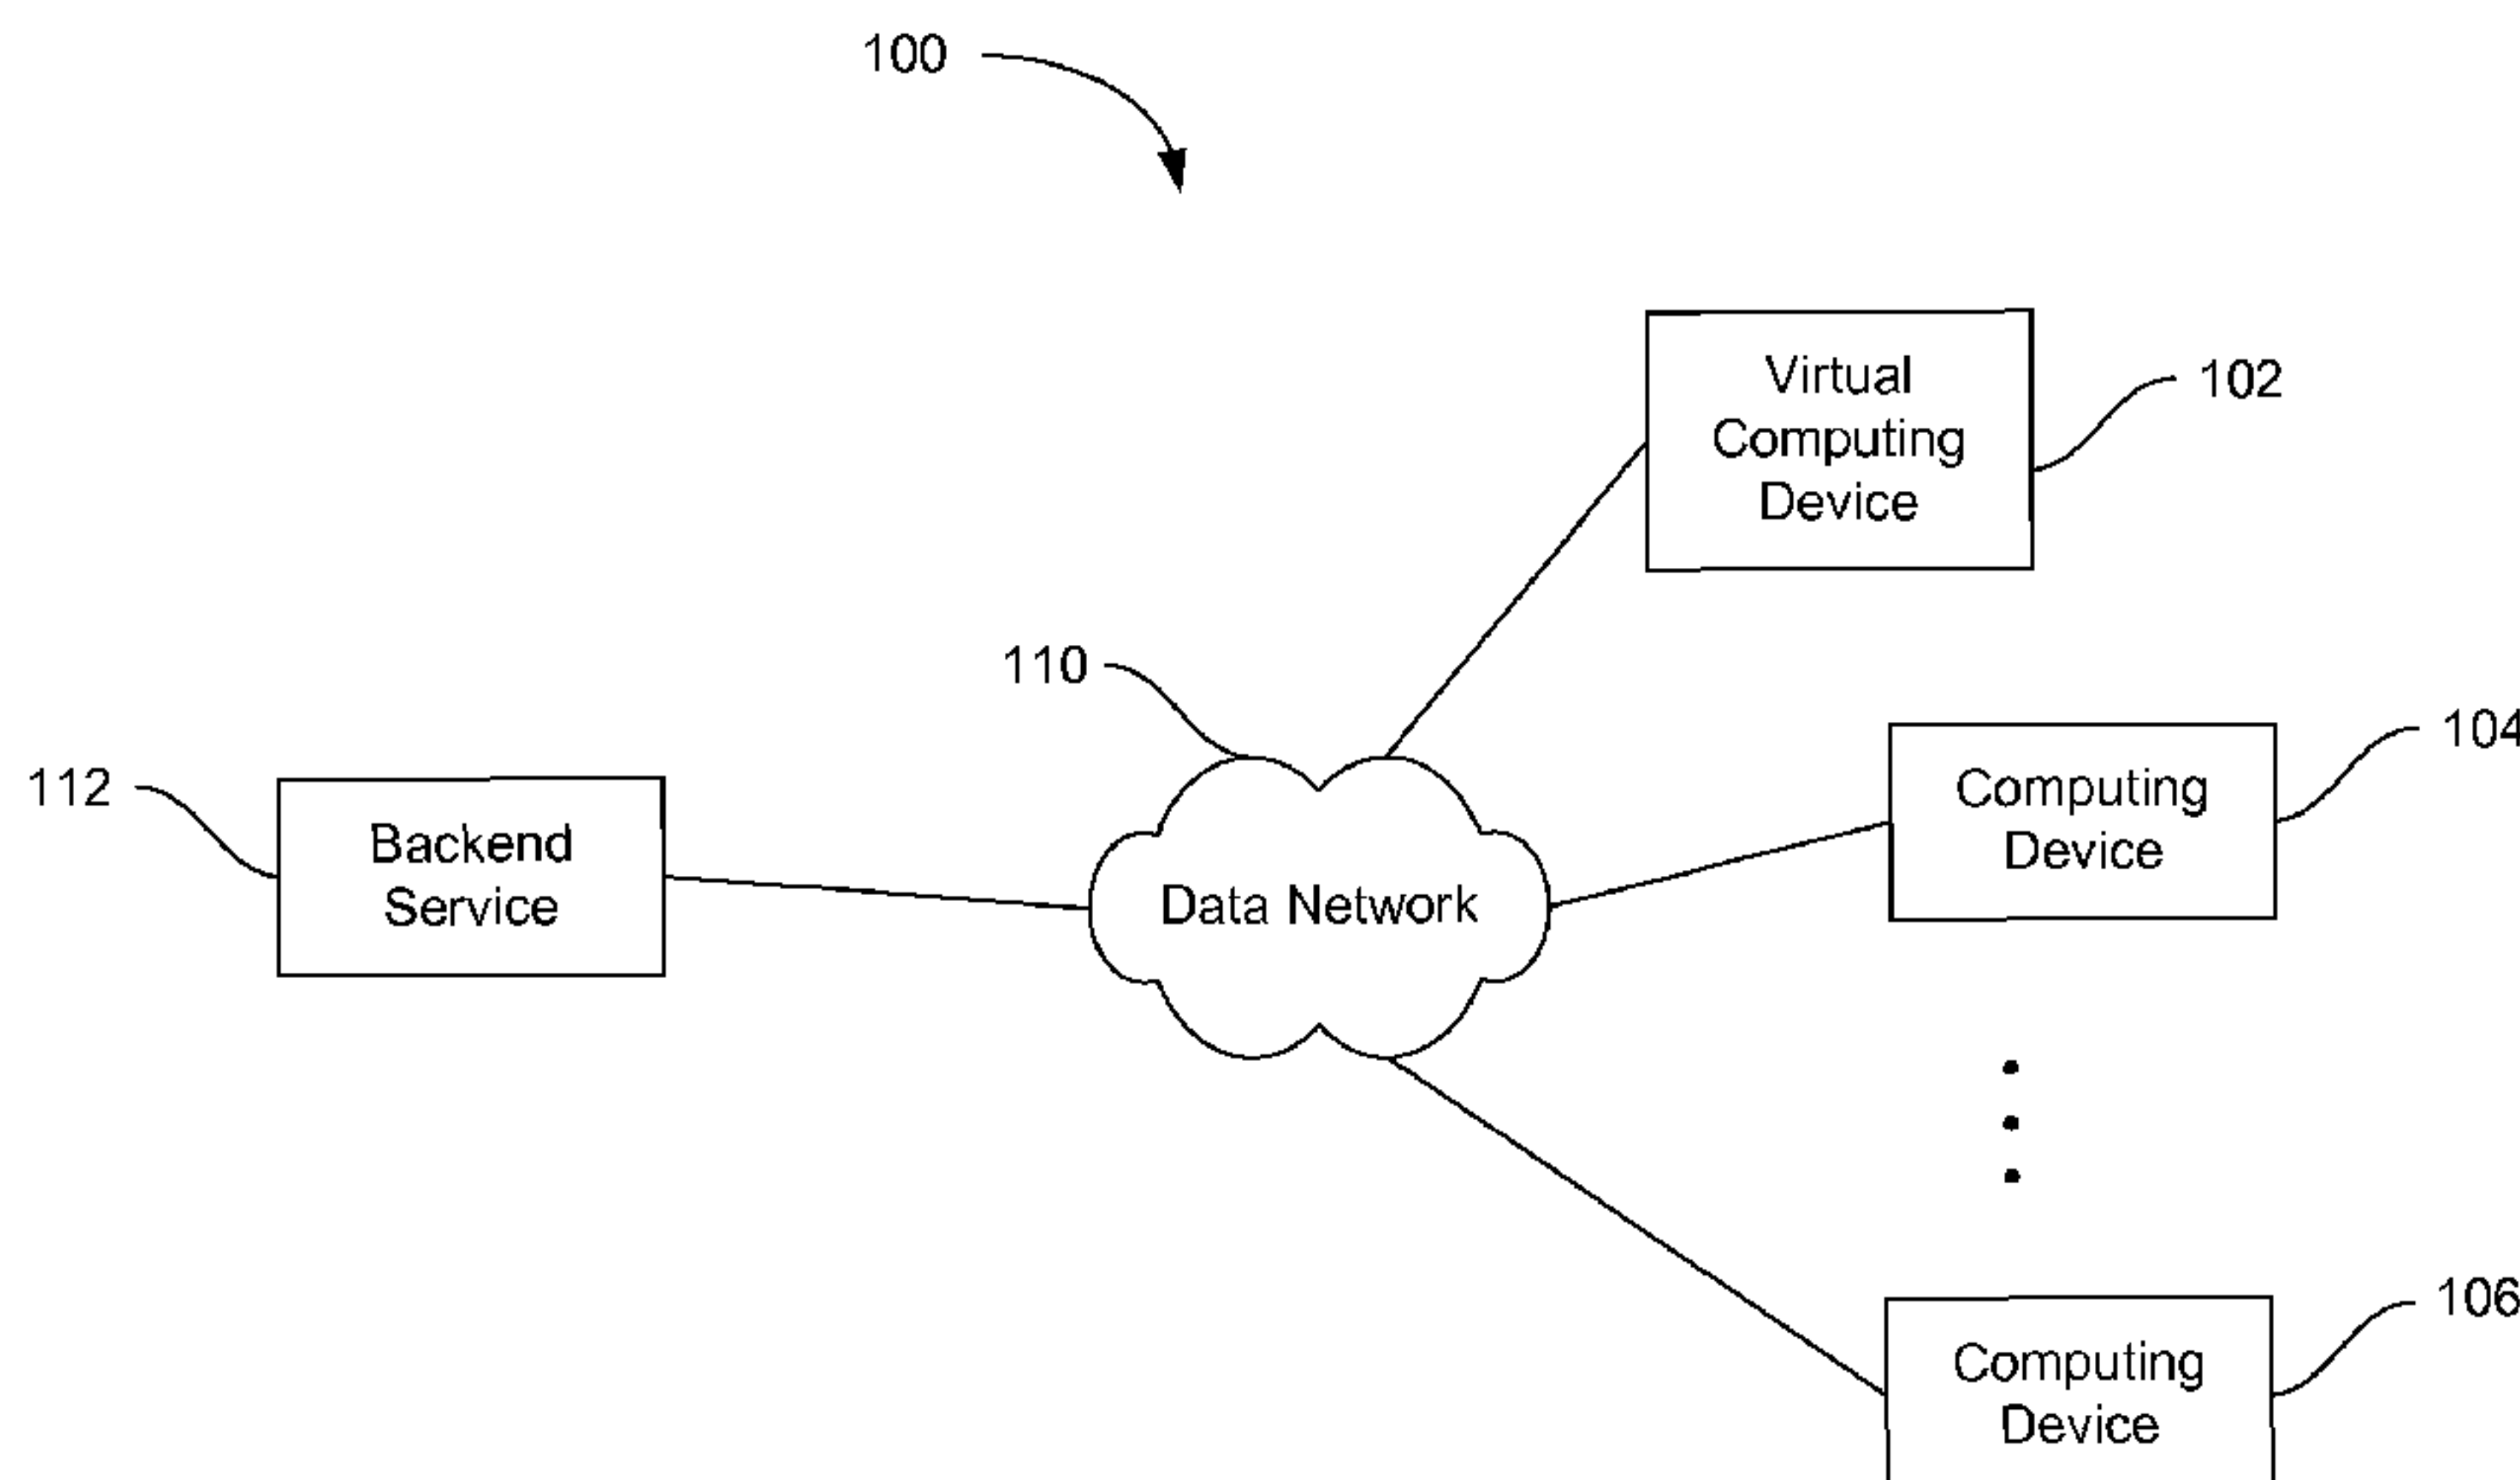 100
Virtual
Computing
Device
102
110
104
Computing
Device
112
Backend
Service
Data Network
106
Computing
Device